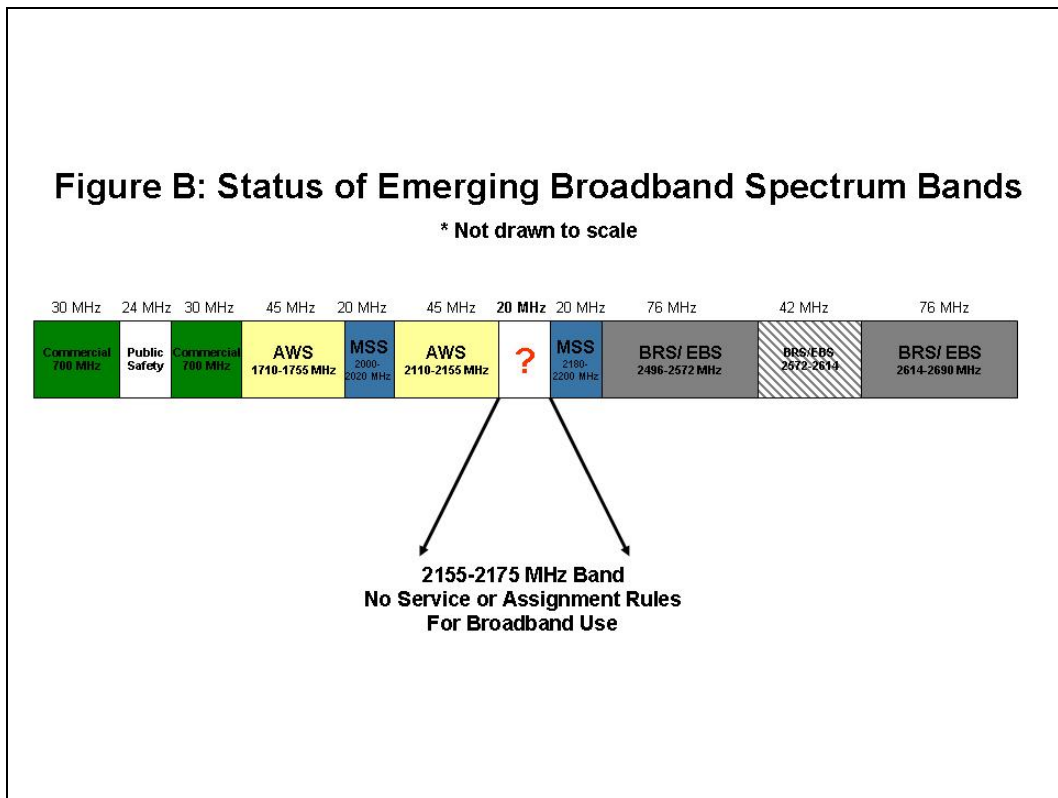 Figure B: Status of Emerging Broadband Spectrum Bands
* Not drawn to scale
30 MHz 24 MHz 30 MHz 45 MHz 20 MHz 45 MHz 20 MHz 20 MHz 76 MHz 42 MHz 76 MHz
Commercial
700 MHz
Public
Safety
Commercial
700 MHz
AWS
1710-1755 MHz
MSS
2000-
2020 MHz
AWS
2110-2155 MHz
?
MSS
2180-
2200 MHz
BRS/ EBS
2496-2572 MHz
BRS/EBS
2572-2614
BRS/ EBS
2614-2690 MHz
2155-2175 MHz Band
No Service or Assignment Rules
For Broadband Use